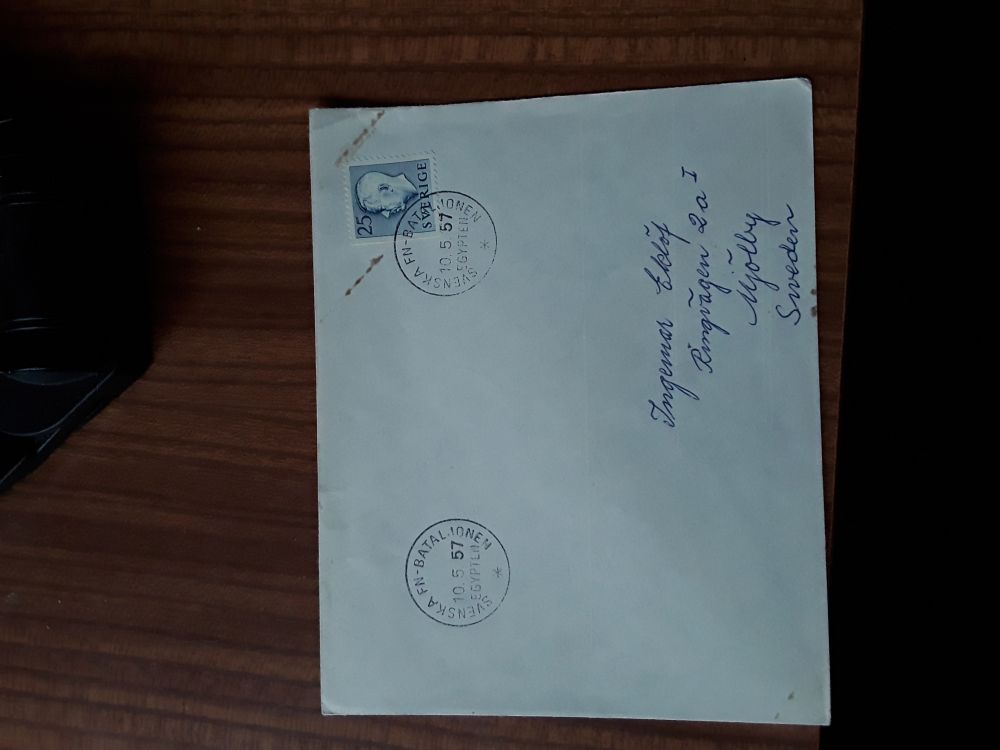 25
SVERIGE
SVENSKA FN-BATALJONEN
10.5.57
EGYPTEN
SVENSKA FN-BATALJONEN
10.5.57
EGYPTEN
Ingemar Eklöf
Ringvägen 2a I
Mjölby
Sweden